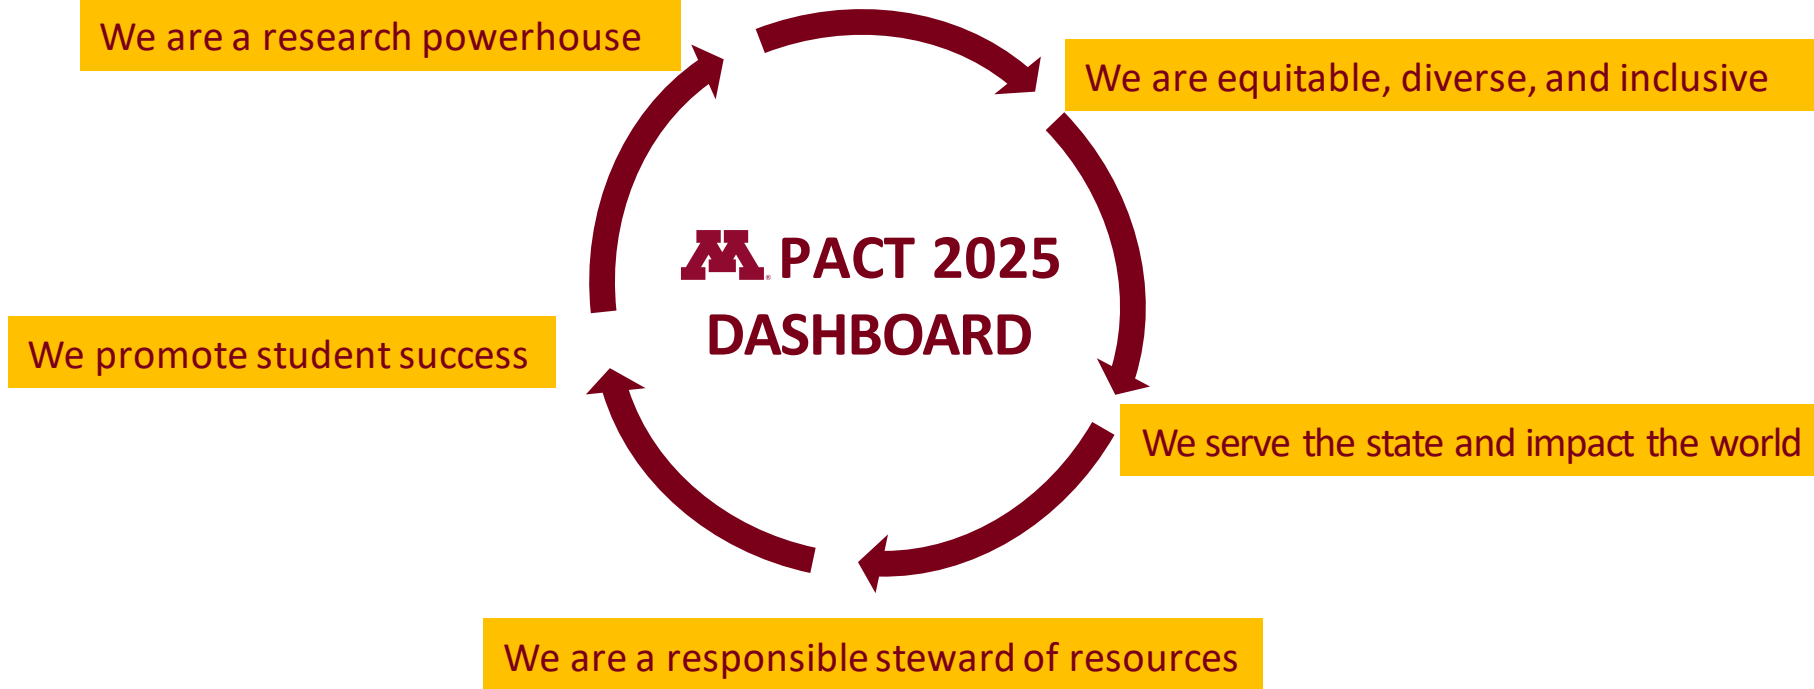 We are a research powerhouse
We are equitable, diverse, and inclusive
M PACT 2025
DASHBOARD
We promote student success
We serve the state and impact the world
We are a responsible steward of resources